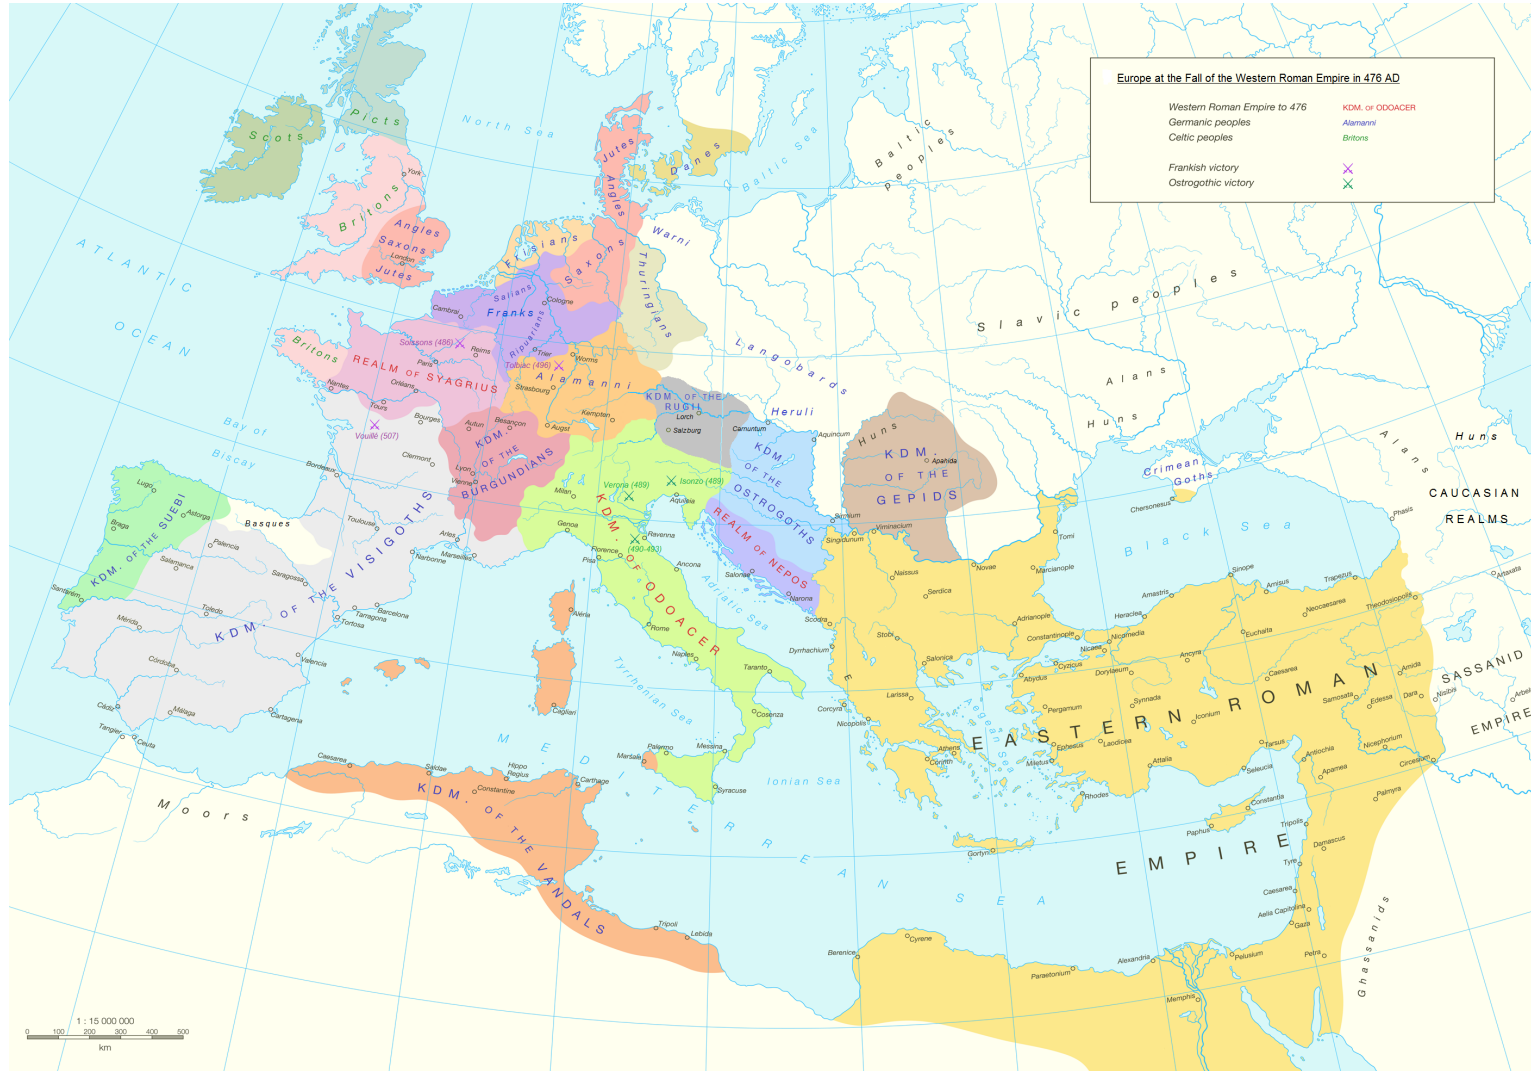 Europe at the Fall of the Western Roman Empire in 476 AD
Western Roman Empire to 476
KDM. OF ODOACER
Germanic peoples
Alamanni
Celtic peoples
Britons
Frankish victory
Ostrogothic victory
North Sea
Baltic Sea
ATLANTIC
OCEAN
Bay of
Biscay
Scots
Picts
York
Britons
Angles
Saxons
London
Jutes
Jutes
Angles
Danes
Saxons
Frisians
Warni
Thuringians
Baltic
Peoples
Slavic peoples
Langobards
Heruli
Alans
Huns
Alans
Huns
CAUCASIAN
REALMS
Crimean
Goths
Chersonesus
Phasis
Black Sea
Salians
Franks
Ripuarians
Cologne
Cambrai
Soissons (486)
Reims
Paris
Trier
Tolbiac (496)
Worms
Strasbourg
Alamanni
Kempten
Augst
Britons
REALM OF SYAGRIUS
Orléans
Nantes
Tours
Bourges
Vouillé (507)
Autun
Besançon
KDM.
OF THE
BURGUNDIANS
Clermont
Lyon
Vienne
Bordeaux
Toulouse
Arles
Marseilles
Narbonne
KDM. OF THE
RUGII
Lorch
Salzburg
Carnuntum
Aquincum
KDM.
OF THE
OSTROGOTHS
Sirmium
Singidunum
Viminacium
Huns
KDM.
OF THE
GEPIDS
Apahida
REALM OF NEPOS
Salonae
Narona
Adriatic Sea
Verona (489)
Isonzo (489)
Aquileia
Milan
Genoa
Ravenna
(490-493)
Florence
Pisa
Ancona
KDM. OF ODOACER
Rome
Naples
Taranto
Cosenza
Messina
Palermo
Marsala
Syracuse
Aléria
Cagliari
Tyrrhenian Sea
Ionian Sea
MEDITERRANEAN SEA
KDM. OF THE SUEBI
Lugo
Astorga
Braga
Santarém
Basques
Palencia
Salamanca
Saragossa
KDM. OF THE VISIGOTHS
Toledo
Mérida
Córdoba
Barcelona
Tarragona
Tortosa
Valencia
Cartagena
Málaga
Cádiz
Tangier
Ceuta
Moors
Caesarea
Saldae
Hippo
Regius
Constantine
Carthage
KDM. OF THE VANDALS
Tripoli
Lebida
Berenice
Cyrene
Paraetonium
Alexandria
Memphis
Pelusium
Petra
Gaza
Aelia Capitolina
Caesarea
Tyre
Damascus
Tripolis
Palmyra
Apamea
Antiochia
Circesium
Nicephorium
Ghassanids
SASSANID
EMPIRE
Arbela
Nisibis
Dara
Edessa
Amida
Samosata
Artaxata
Theodosiopolis
Trapezus
Amisus
Neocaesarea
Sinope
Amastris
Euchaita
Heraclea
Nicomedia
Nicaea
Ancyra
Caesarea
Dorylaeum
Synnada
Iconium
Tarsus
Seleucia
Attalia
Laodicea
Ephesus
Miletus
Pergamum
Abydus
Cyzicus
Constantinople
Adrianople
Marcianople
Tomi
Novae
Naissus
Serdica
Scodra
Stobi
Dyrrhachium
Salonica
Larissa
Corcyra
Nicopolis
Athens
Corinth
Aegean Sea
Rhodes
Gortyn
Paphus
Constantia
EASTERN ROMAN
EMPIRE
1 : 15 000 000
0 100 200 300 400 500
km